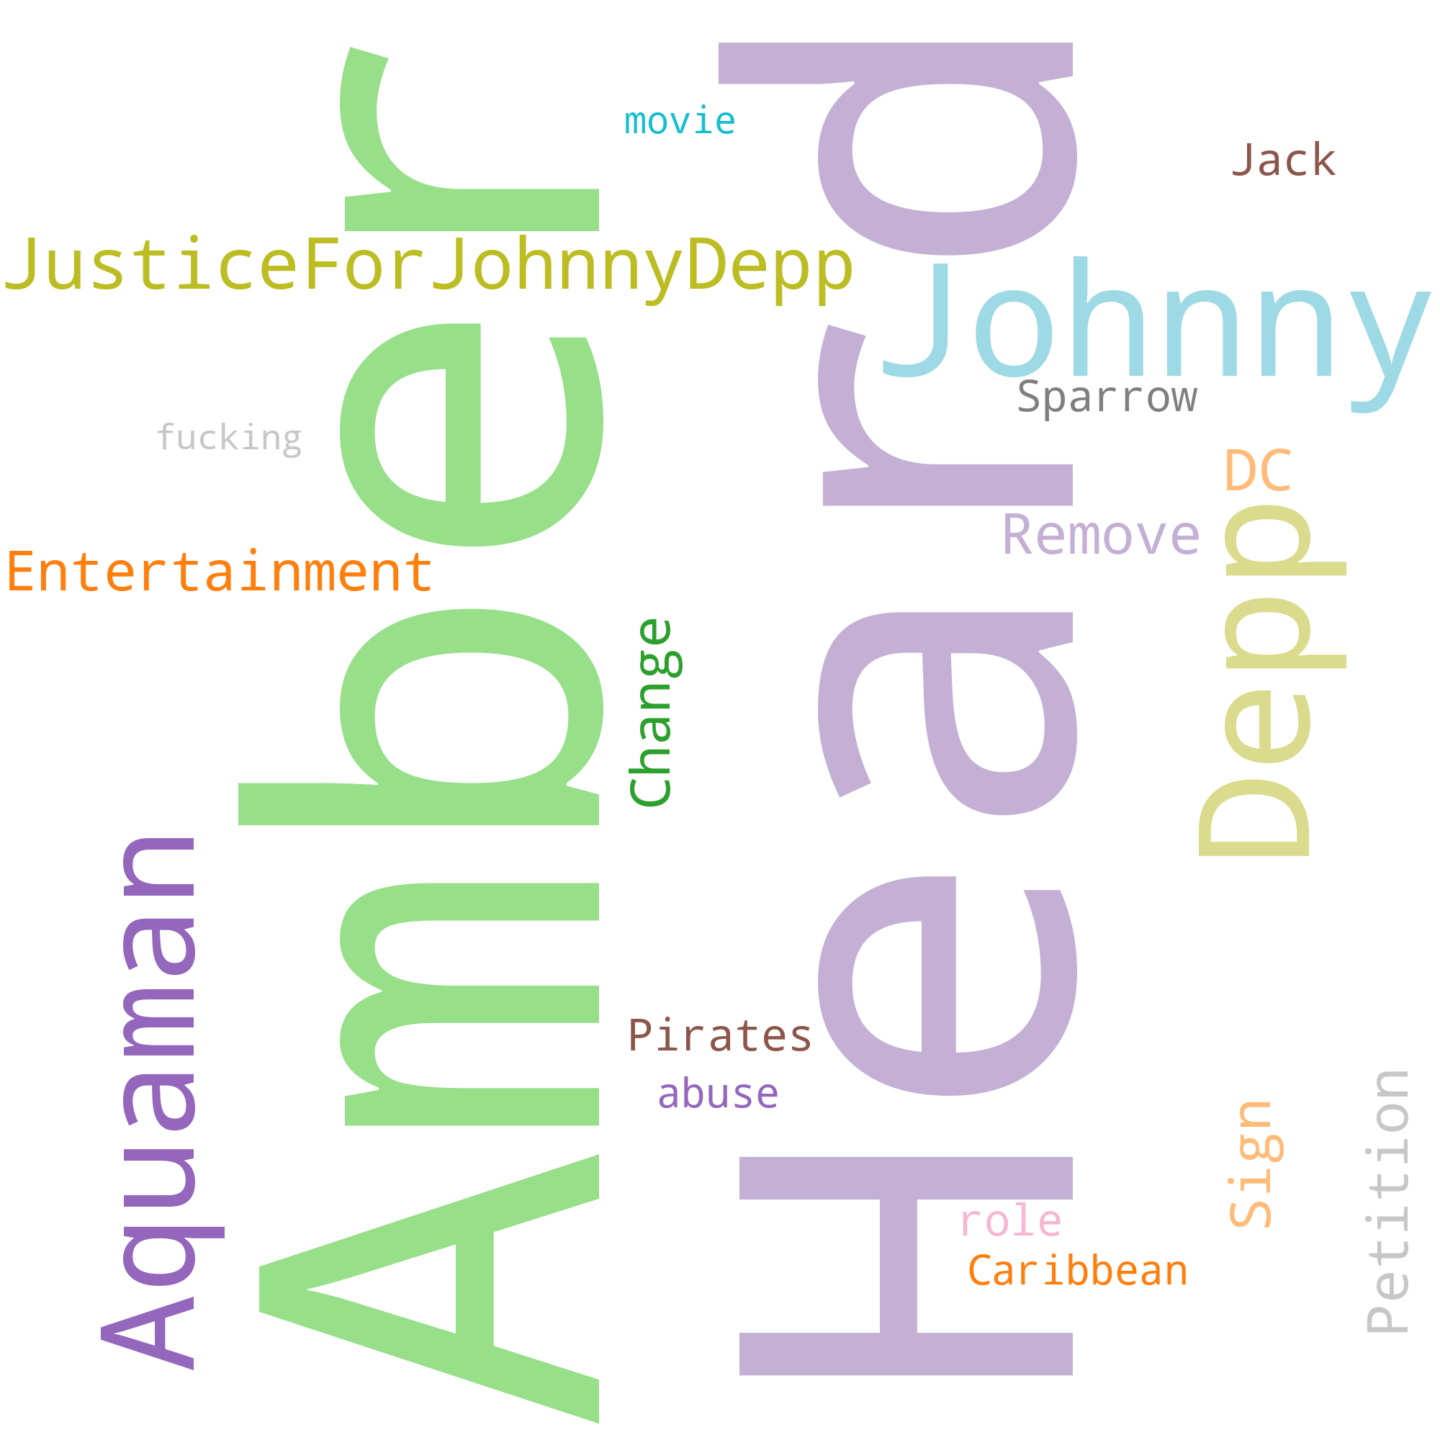 movie
Jack
JusticeForJohnnyDepp
Johnny
Sparrow
fucking
DC
Remove
Entertainment
Depp
Change
Amber
Heard
Aquaman
Pirates
abuse
Sign
Petition
role
Caribbean